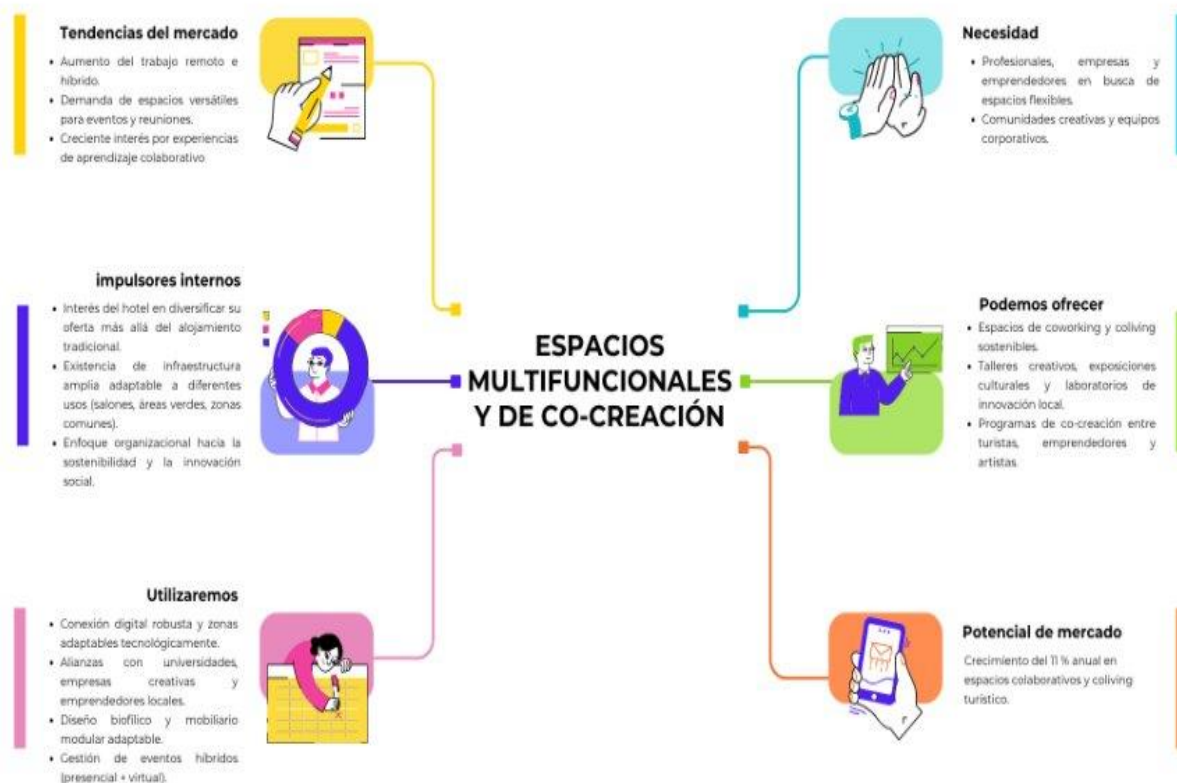 Tendencias del mercado
• Aumento del trabajo remoto e
híbrido.
• Demanda de espacios versátiles
para eventos y reuniones.
• Creciente interés por experiencias
de aprendizaje colaborativo
impulsores internos
• Interés del hotel en diversificar su
oferta más allá del alojamiento
tradicional.
• Existencia de infraestructura
amplia adaptable a diferentes
usos (salones, áreas verdes, zonas
comunes).
• Enfoque organizacional hacia la
sostenibilidad y la innovación
social.
Utilizaremos
• Conexión digital robusta y zonas
adaptables tecnológicamente.
• Alianzas con universidades,
empresas creativas y
emprendedores locales.
• Diseño biofílico y mobiliario
modular adaptable.
• Gestión de eventos híbridos
(presencial + virtual).
ESPACIOS
MULTIFUNCIONALES
Y DE CO-CREACIÓN
Necesidad
• Profesionales, empresas y
emprendedores en busca de
espacios flexibles.
• Comunidades creativas y equipos
corporativos.
Podemos ofrecer
• Espacios de coworking y coliving
sostenibles.
• Talleres creativos, exposiciones
culturales y laboratorios de
innovación local.
• Programas de co-creación entre
turistas, emprendedores y
artistas.
Potencial de mercado
Crecimiento del 11 % anual en
espacios colaborativos y coliving
turístico.